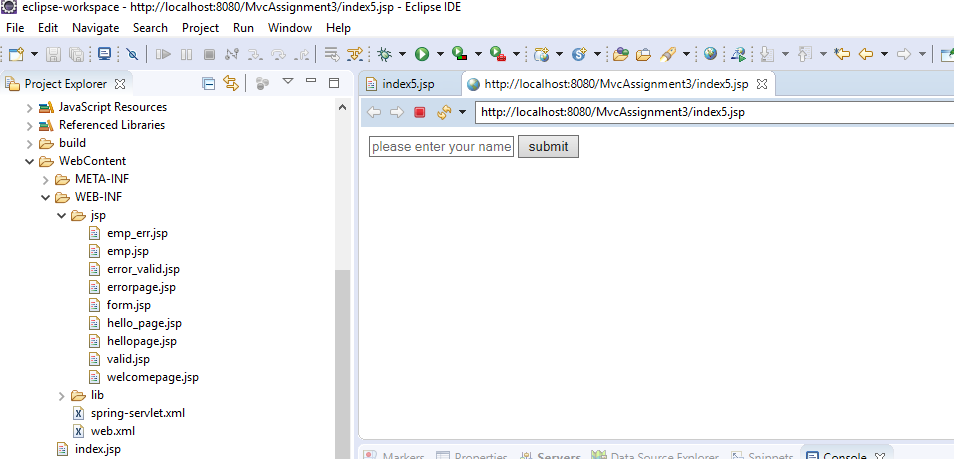 eclipse-workspace - http://localhost:8080/MvcAssignment3/index5.jsp - Eclipse IDE
File Edit Navigate Search Project Run Window Help
Project Explorer
index5.jsp http://localhost:8080/MvcAssignment3/index5.jsp
http://localhost:8080/MvcAssignment3/index5.jsp
please enter your name submit
JavaScript Resources
Referenced Libraries
build
WebContent
META-INF
WEB-INF
jsp
emp_err.jsp
emp.jsp
error_valid.jsp
errorpage.jsp
form.jsp
hello_page.jsp
hellopage.jsp
valid.jsp
welcomepage.jsp
lib
spring-servlet.xml
web.xml
index.jsp
Markers Properties Servers Data Source Explorer Snippets Console